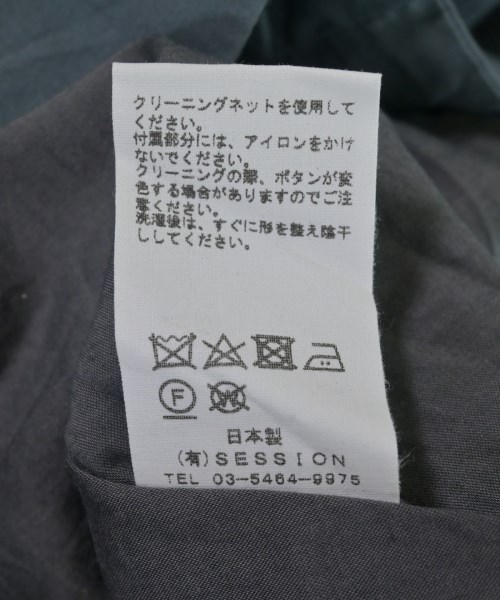 クリーニングネットを使用して
ください。
付属部分には、アイロンをかけ
ないでください。
クリーニングの際、ボタンが変
色する場合がありますのでご注
意ください。
洗濯後は、すぐに形を整え陰干
ししてください。
F W
日本製
(有)SESSION
TEL 03-5464-9975